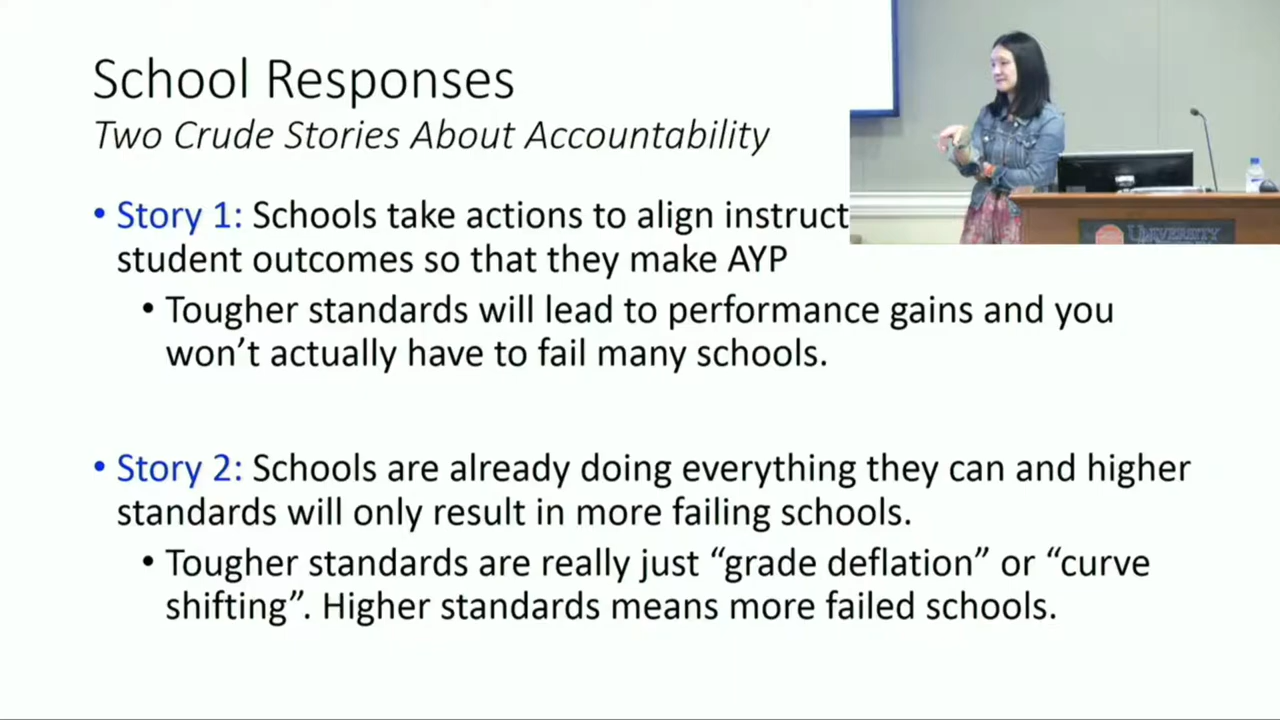 School Responses
Two Crude Stories About Accountability
• Story 1: Schools take actions to align instruct
student outcomes so that they make AYP
• Tougher standards will lead to performance gains and you
won’t actually have to fail many schools.
• Story 2: Schools are already doing everything they can and higher
standards will only result in more failing schools.
• Tougher standards are really just “grade deflation” or “curve
shifting”. Higher standards means more failed schools.
UNIVERSITY